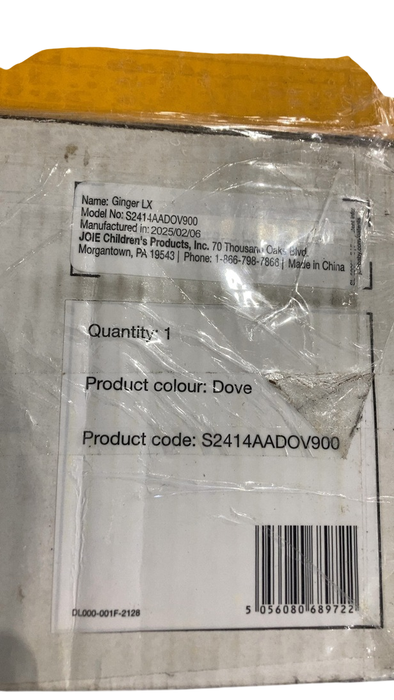 Name: Ginger LX
Model No: S2414AADOV900
Manufactured in: 2025/02/06
JOIE Children's Products, Inc. 70 Thousand Oaks Blvd.
Morgantown, PA 19543 | Phone: 1-866-798-7866 | Made in China
Quantity: 1
Product colour: Dove
Product code: S2414AADOV900
DL000-001F-2128
5 056080 689722